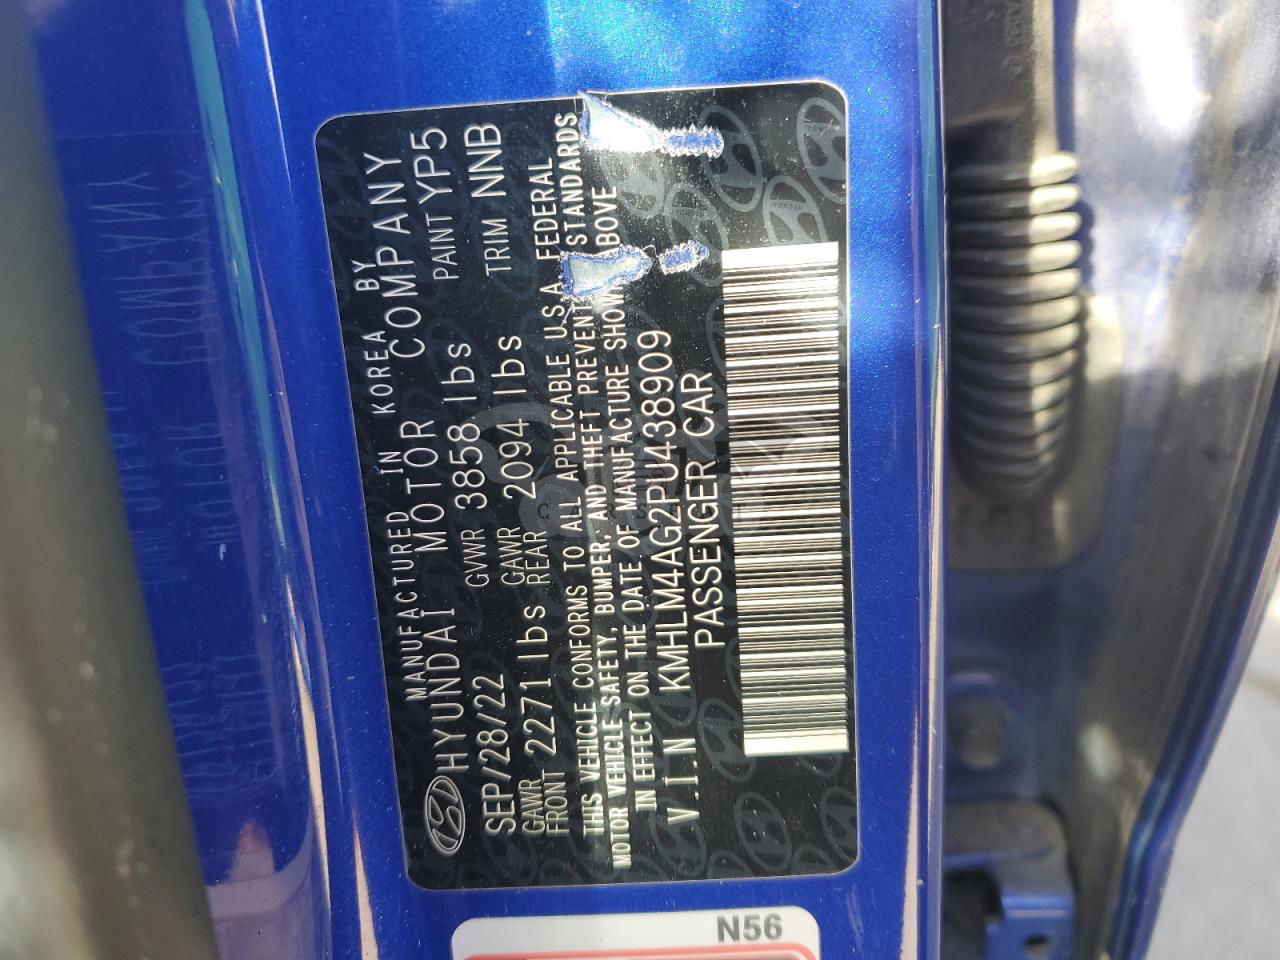 MANUFACTURED IN KOREA BY
HYUNDAI MOTOR COMPANY
SEP/28/22 GVWR 3858 lbs PAINT YP5
GAWR FRONT 2271 lbs GAWR REAR 2094 lbs TRIM NNB
THIS VEHICLE CONFORMS TO ALL APPLICABLE U.S.A. FEDERAL
MOTOR VEHICLE SAFETY, BUMPER, AND THEFT PREVENT STANDARDS
IN EFFECT ON THE DATE OF MANUFACTURE SHOW BOVE
V.I.N KMHLM4AG2PU438909
PASSENGER CAR
N56